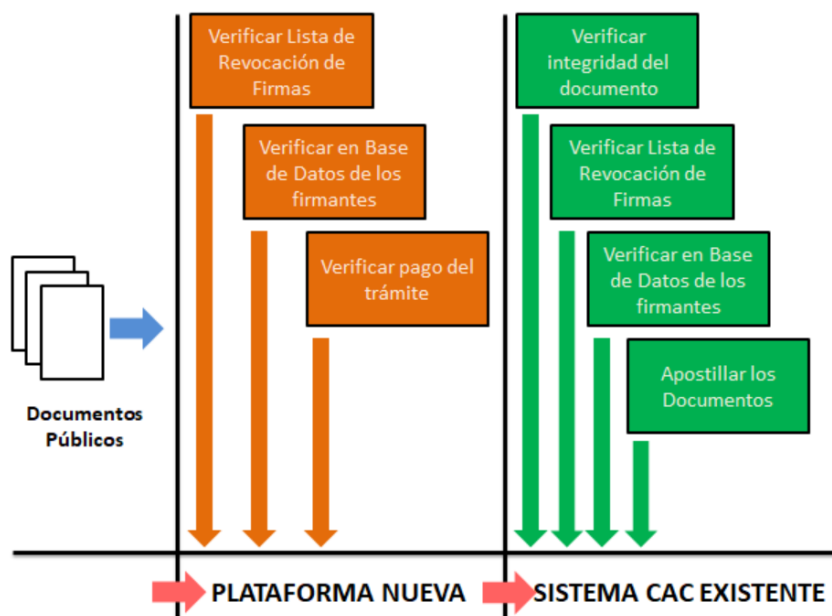 Verificar Lista de
Revocación de
Firmas
Verificar en Base
de Datos de los
firmantes
Verificar pago del
trámite
Verificar
integridad del
documento
Verificar Lista de
Revocación de
Firmas
Verificar en Base
de Datos de los
firmantes
Apostillar los
Documentos
Documentos
Públicos
PLATAFORMA NUEVA
SISTEMA CAC EXISTENTE